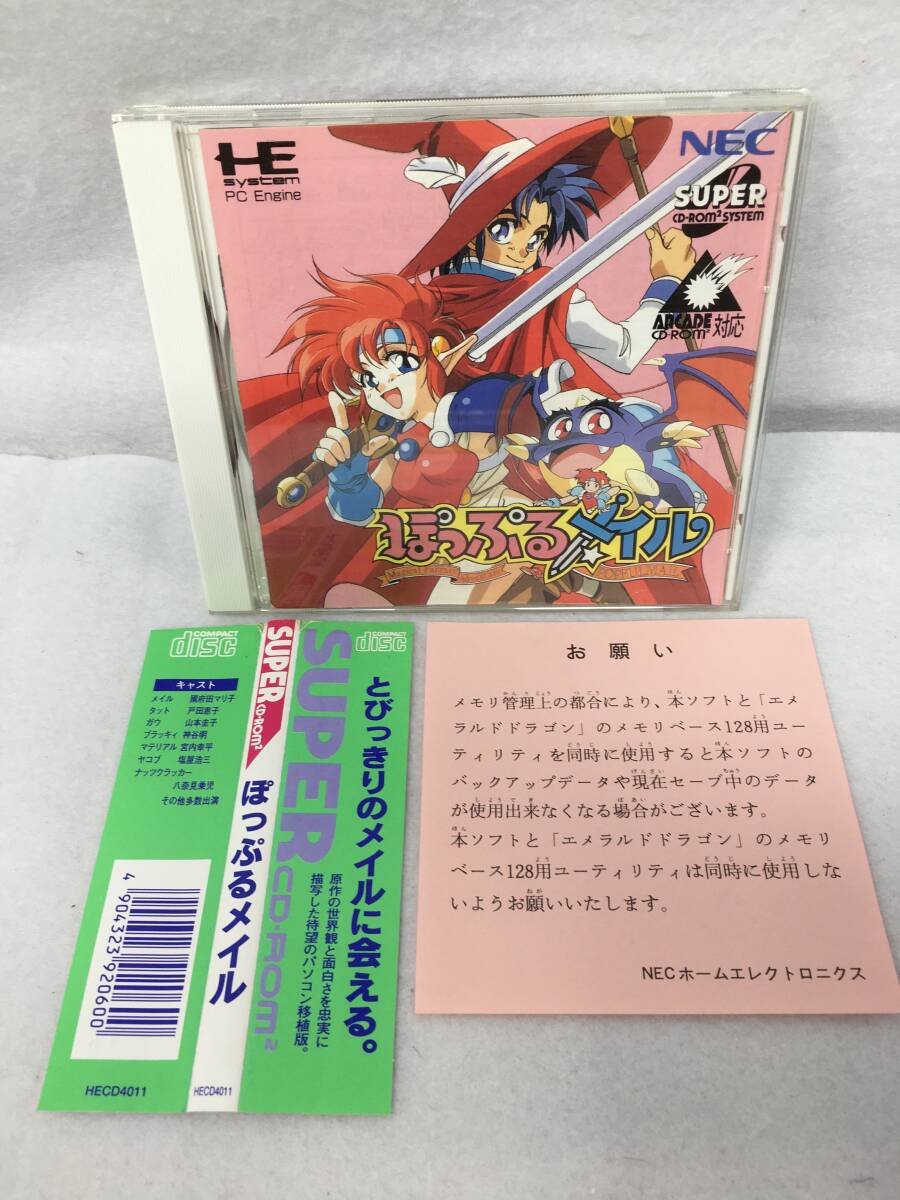 HE
system
PC Engine
NEC
SUPER
CD-ROM² SYSTEM
ARCADE
CD-ROM²
対応
ぽっぷるメイル
COMPACT
disc
キャスト
メイル 國府田マリ子
タット 戸田恵子
ガウ 山本圭子
ブラッキィ 神谷明
マテリアル 宮内幸平
ヤコブ 塩屋浩三
ナッツクラッカー
八奈見乗児
その他多数出演
4904323920600
HECD4011
SUPER CD-ROM²
ぽっぷるメイル
HECD4011
COMPACT
disc
SUPER CD-ROM²
とびっきりのメイルに会える。
原作の世界観と面白さを忠実に
描写した待望のパソコン移植版。
お願い
メモリ管理上の都合により、本ソフトと「エメ
ラルドドラゴン」のメモリベース128用ユー
ティリティを同時に使用すると本ソフトの
バックアップデータや現在セーブ中のデータ
が使用出来なくなる場合がございます。
本ソフトと「エメラルドドラゴン」のメモリ
ベース128用ユーティリティは同時に使用しな
いようお願いいたします。
NECホームエレクトロニクス